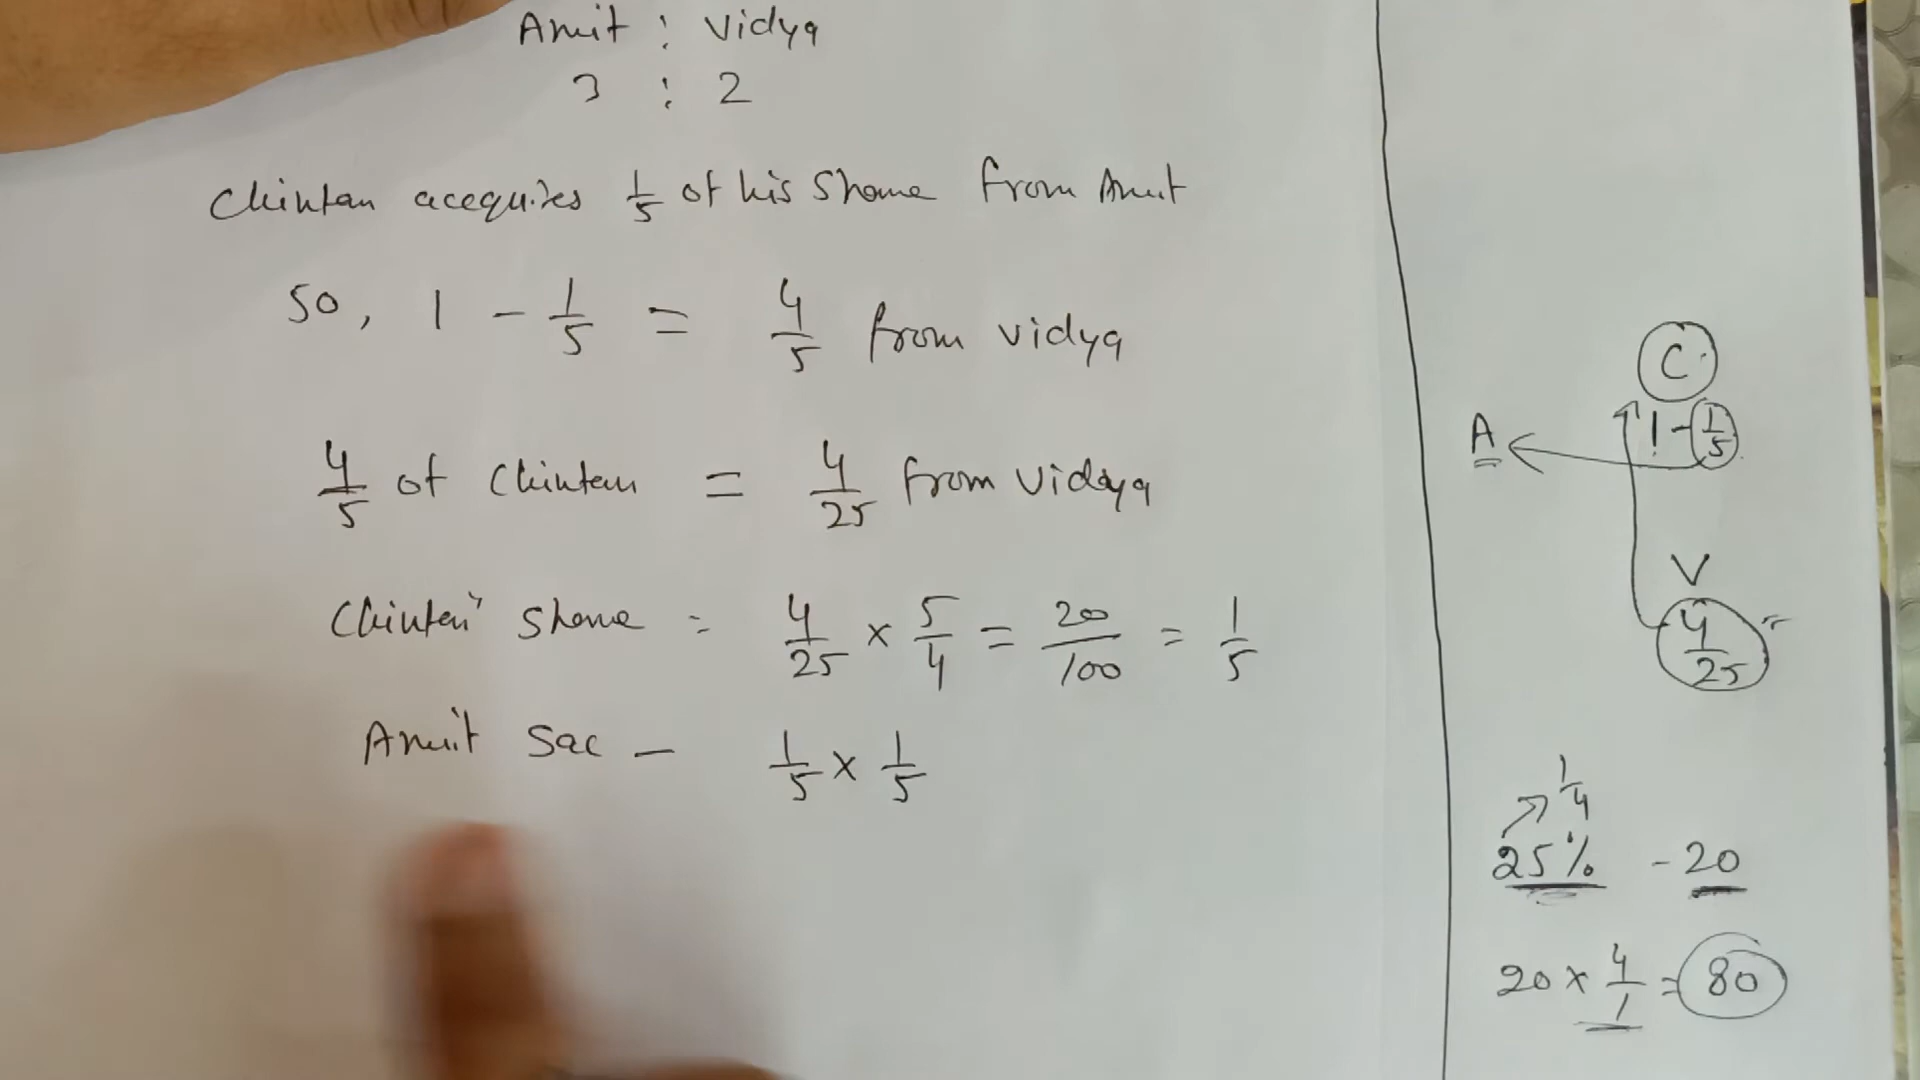 Amit : Vidya
3 : 2
Chintan acequires 1/5 of his Share from Amit
So, 1 - 1/5 = 4/5 from vidya
4/5 of Chintan = 4/25 from Vidya
Chintan' Share = 4/25 × 5/4 = 20/100 = 1/5
Amit Sac - 1/5 × 1/5
C
A 1 - 1/5
V
4/25
1/4
25% - 20
20 × 4/1 = 80